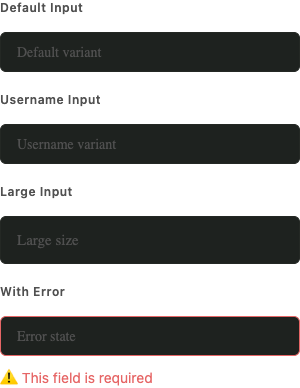 Default Input
Default variant
Username Input
Username variant
Large Input
Large size
With Error
Error state
⚠️ This field is required